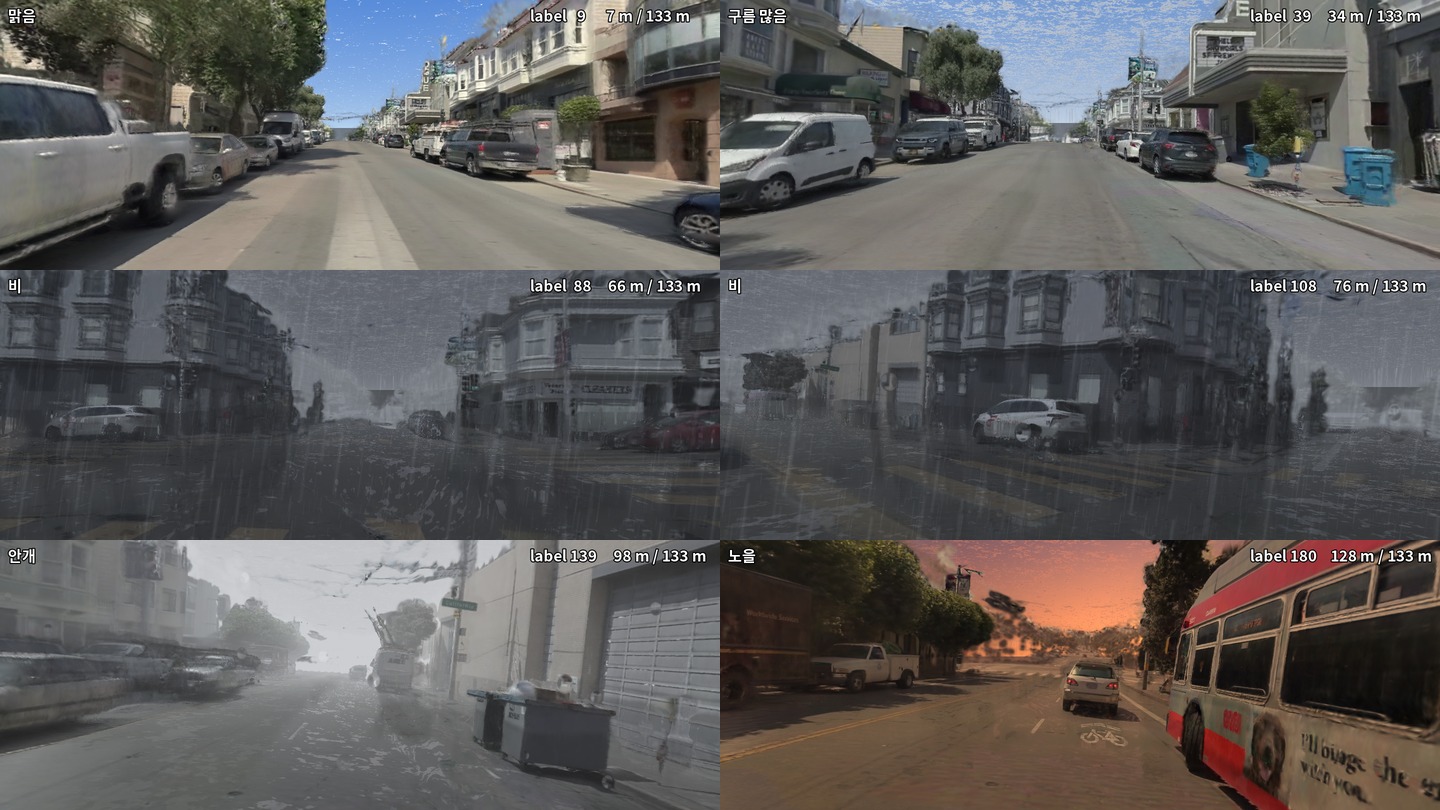 맑음
label 9 7 m / 133 m
구름 많음
label 39 34 m / 133 m
비
label 88 66 m / 133 m
비
label 108 76 m / 133 m
안개
label 139 98 m / 133 m
노을
label 180 128 m / 133 m